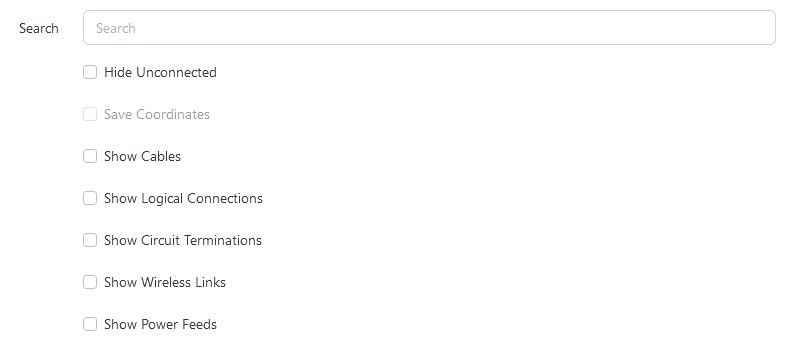 Search Search
Hide Unconnected
Save Coordinates
Show Cables
Show Logical Connections
Show Circuit Terminations
Show Wireless Links
Show Power Feeds